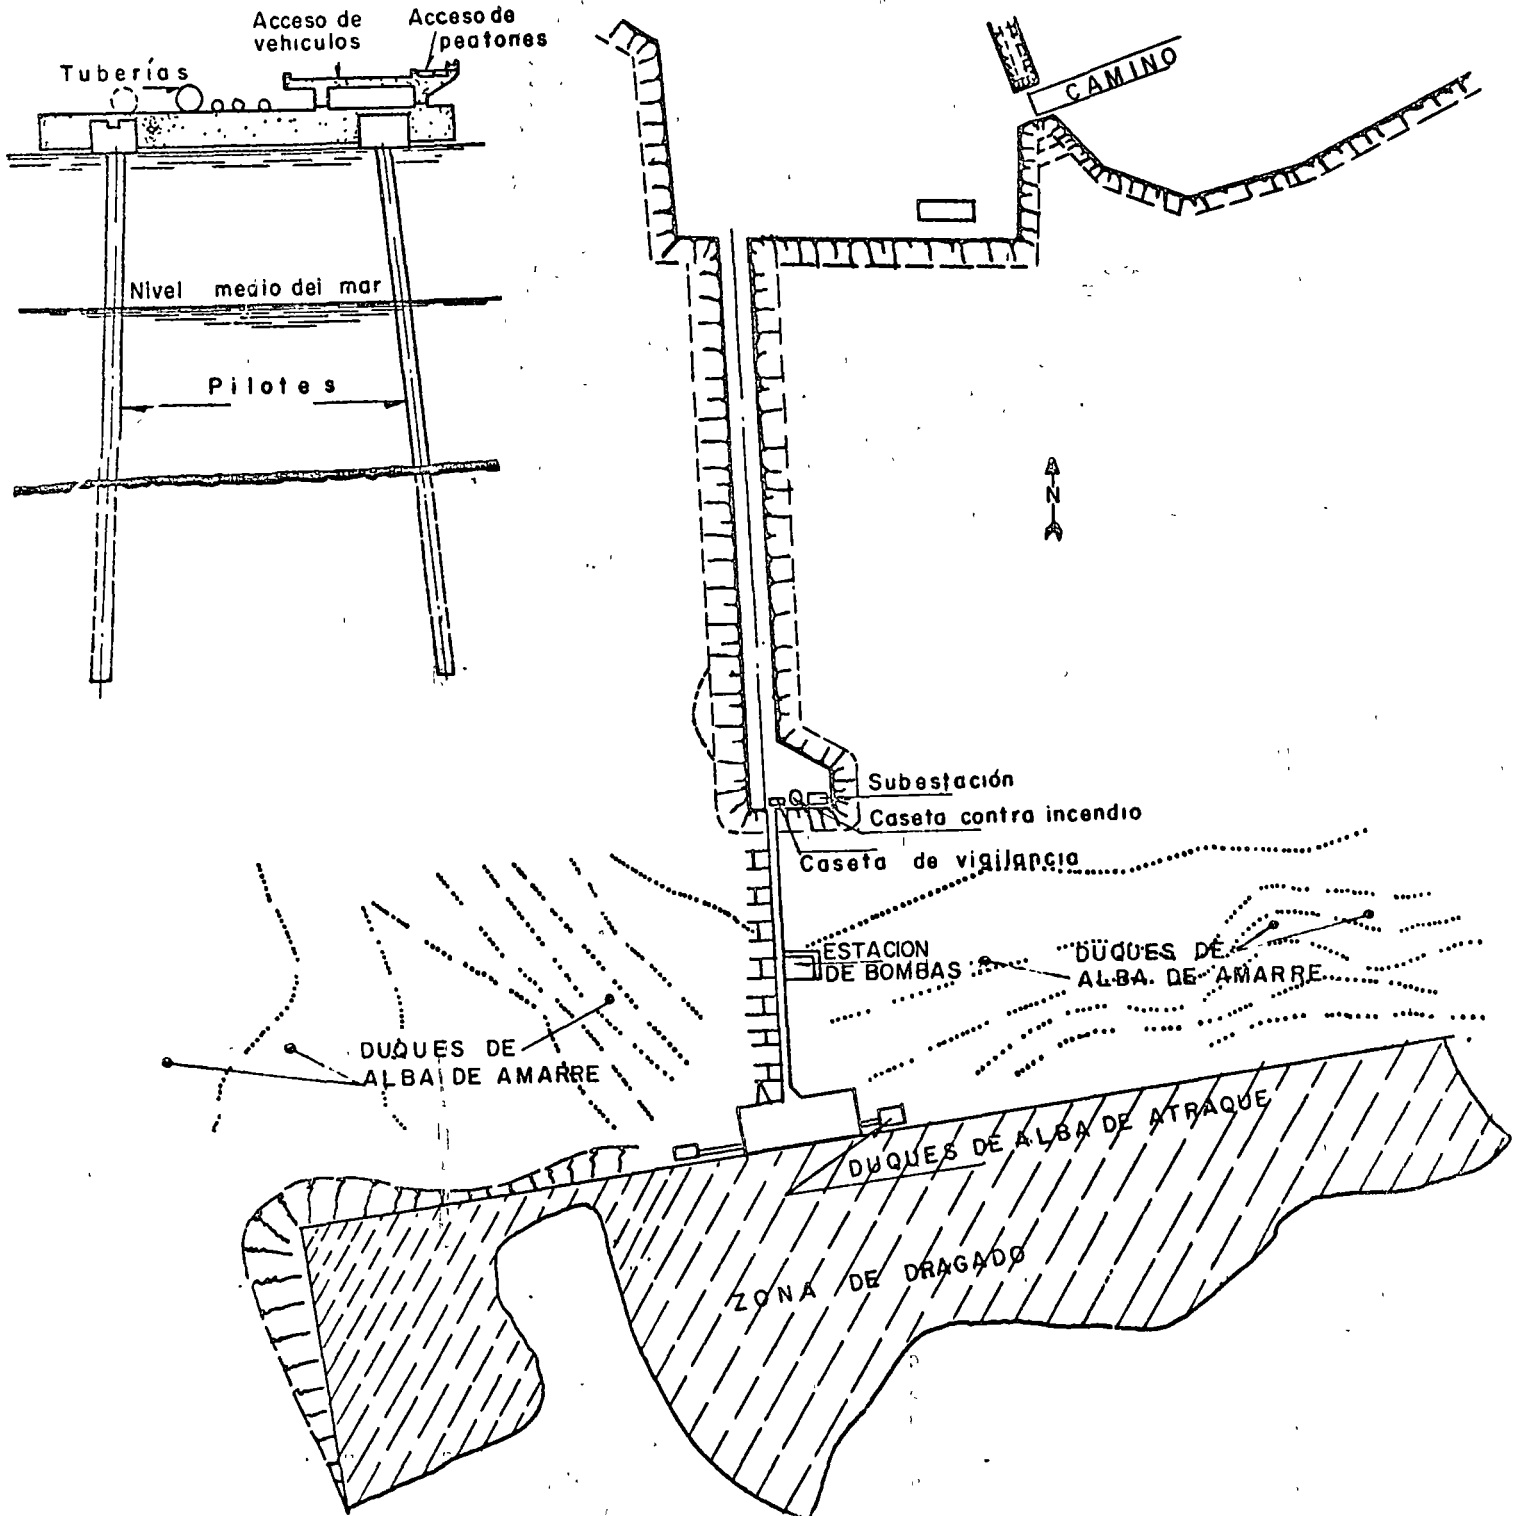 Acceso de
vehiculos
Acceso de
peatones
Tuberías
CAMINO
Nivel medio del mar
Pilotes
N
Subestación
Caseta contra incendio
Caseta de vigilancia
ESTACION
DE BOMBAS
DUQUES DE
ALBA DE AMARRE
DUQUES DE
ALBA DE AMARRE
DUQUES DE ALBA DE ATRAQUE
ZONA DE DRAGADO